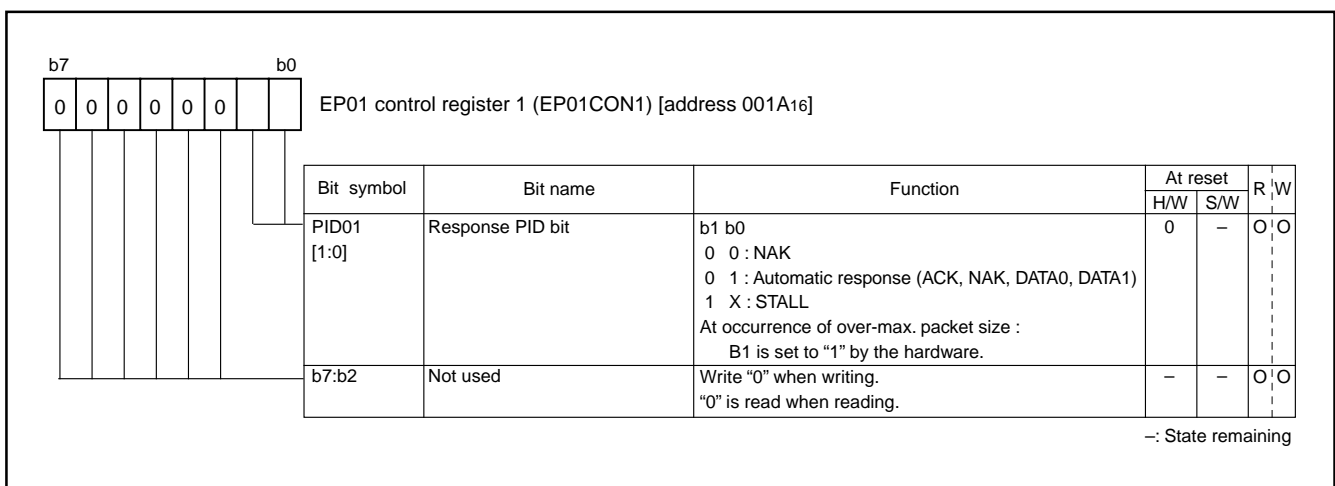 b7 b0
0 0 0 0 0 0 EP01 control register 1 (EP01CON1) [address 001A16]
Bit symbol Bit name Function At reset R W
H/W S/W
PID01 Response PID bit b1 b0 0 – O O
[1:0] 0 0 : NAK
0 1 : Automatic response (ACK, NAK, DATA0, DATA1)
1 X : STALL
At occurrence of over-max. packet size :
B1 is set to “1” by the hardware.
b7:b2 Not used Write “0” when writing. – – O O
“0” is read when reading.
–: State remaining